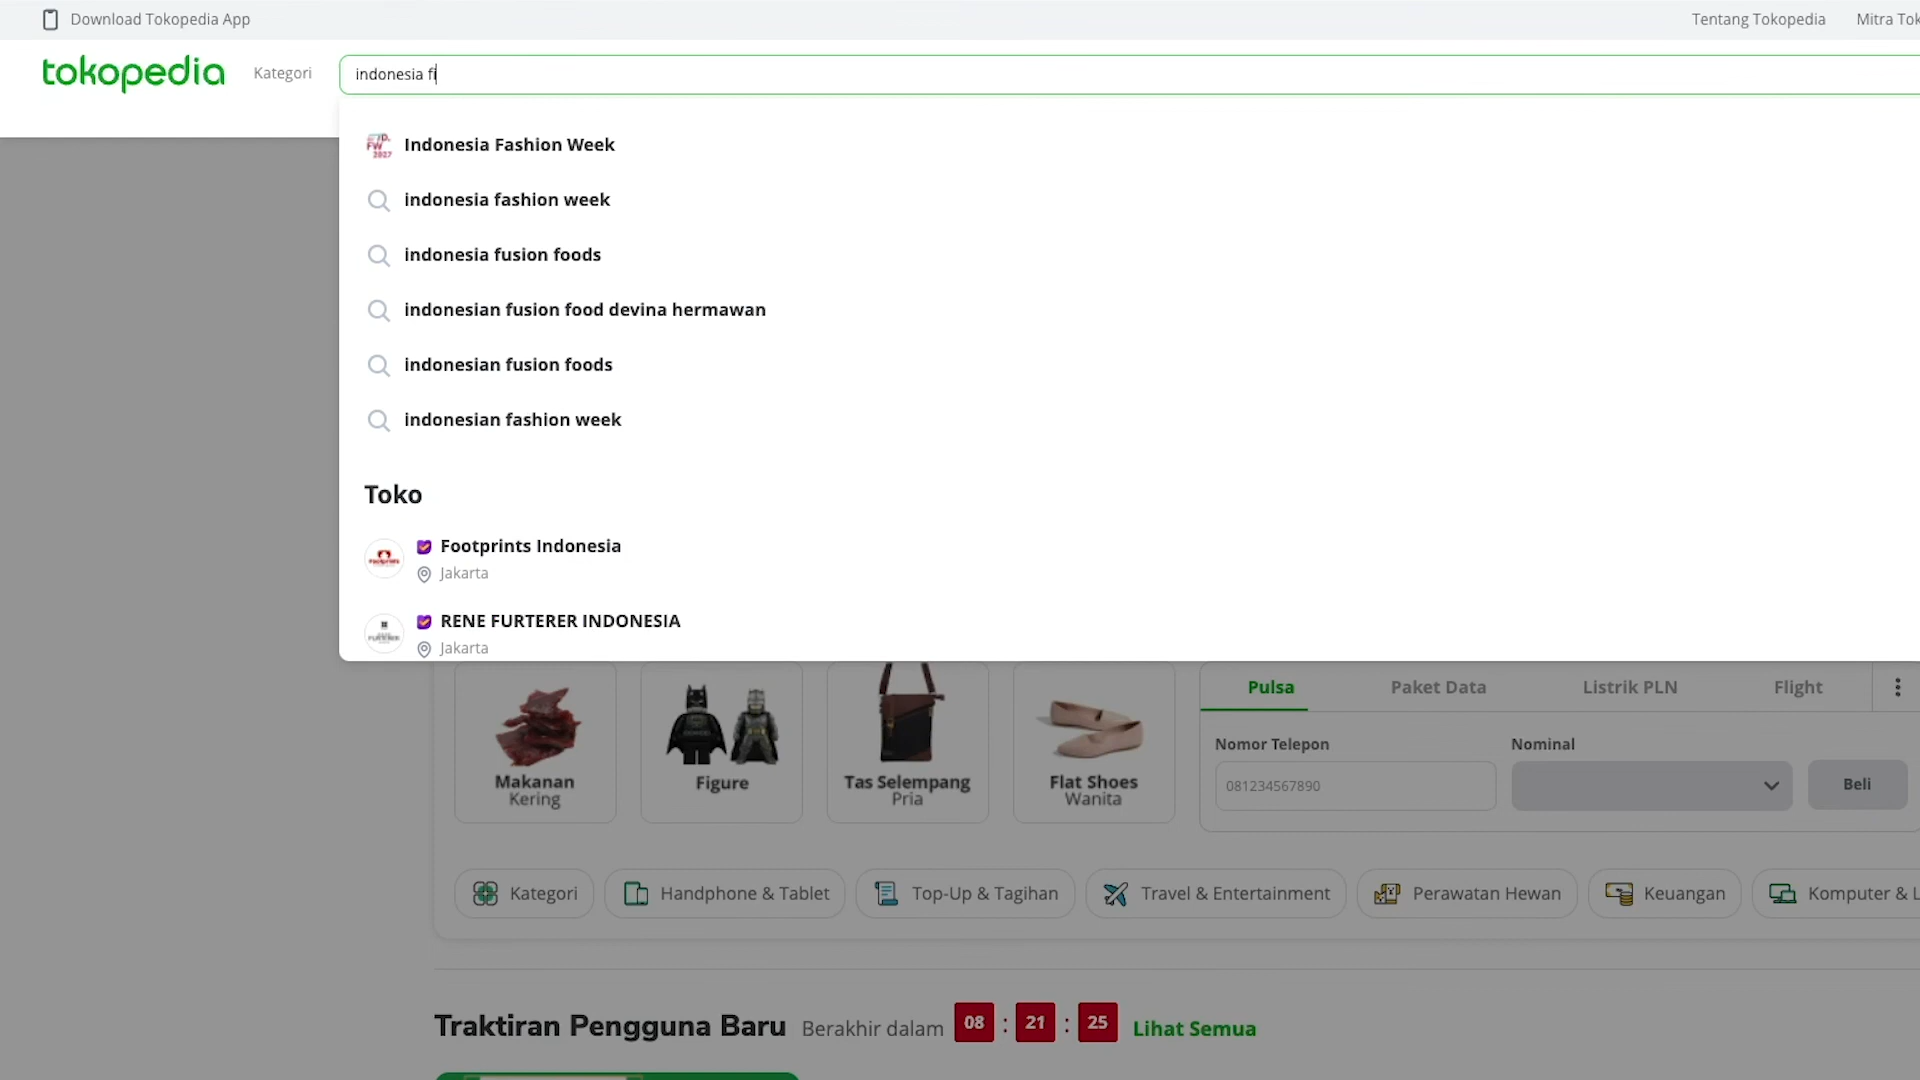 Download Tokopedia App
Tentang Tokopedia
Mitra Tok
tokopedia
Kategori
indonesia fi
Indonesia Fashion Week
indonesia fashion week
indonesia fusion foods
indonesian fusion food devina hermawan
indonesian fusion foods
indonesian fashion week
Toko
Footprints Indonesia
Jakarta
RENE FURTERER INDONESIA
Jakarta
Makanan
Kering
Figure
Tas Selempang
Pria
Flat Shoes
Wanita
Pulsa
Paket Data
Listrik PLN
Flight
Nomor Telepon
Nominal
081234567890
Beli
Kategori
Handphone & Tablet
Top-Up & Tagihan
Travel & Entertainment
Perawatan Hewan
Keuangan
Komputer & L
Traktiran Pengguna Baru
Berakhir dalam
08 : 21 : 25
Lihat Semua